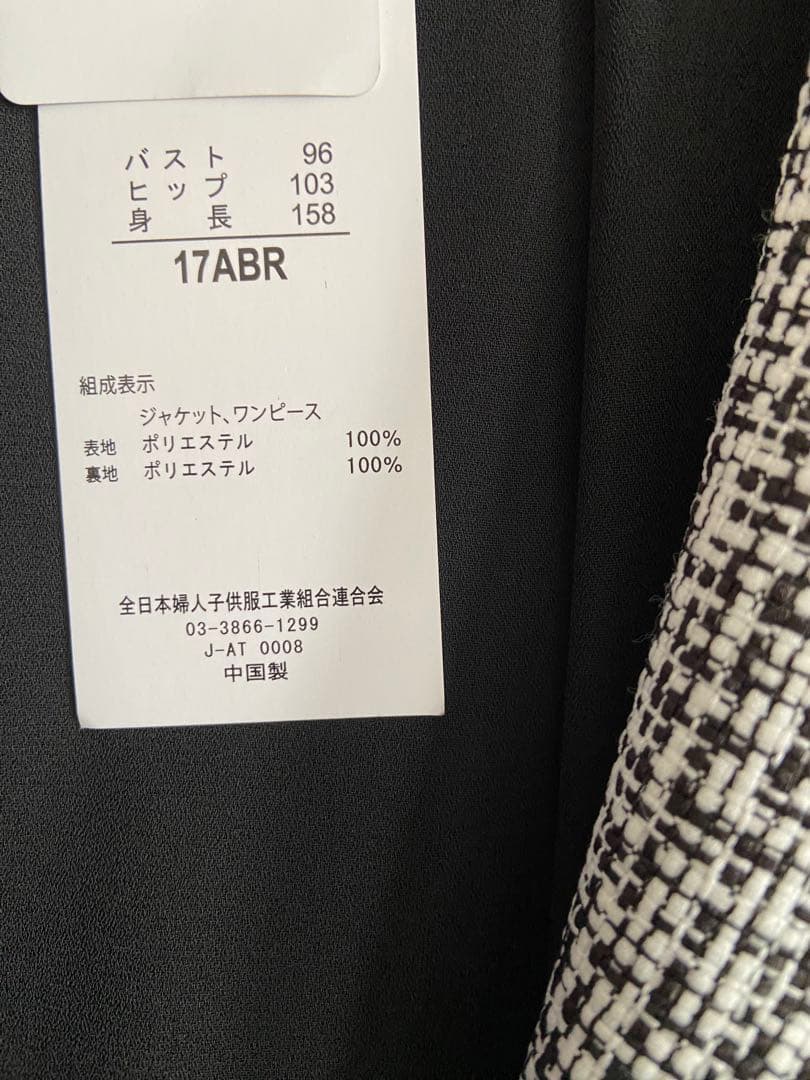 バスト 96
ヒップ 103
身長 158
17ABR
組成表示
ジャケット、ワンピース
表地 ポリエステル 100%
裏地 ポリエステル 100%
全日本婦人子供服工業組合連合会
03-3866-1299
J-AT 0008
中国製